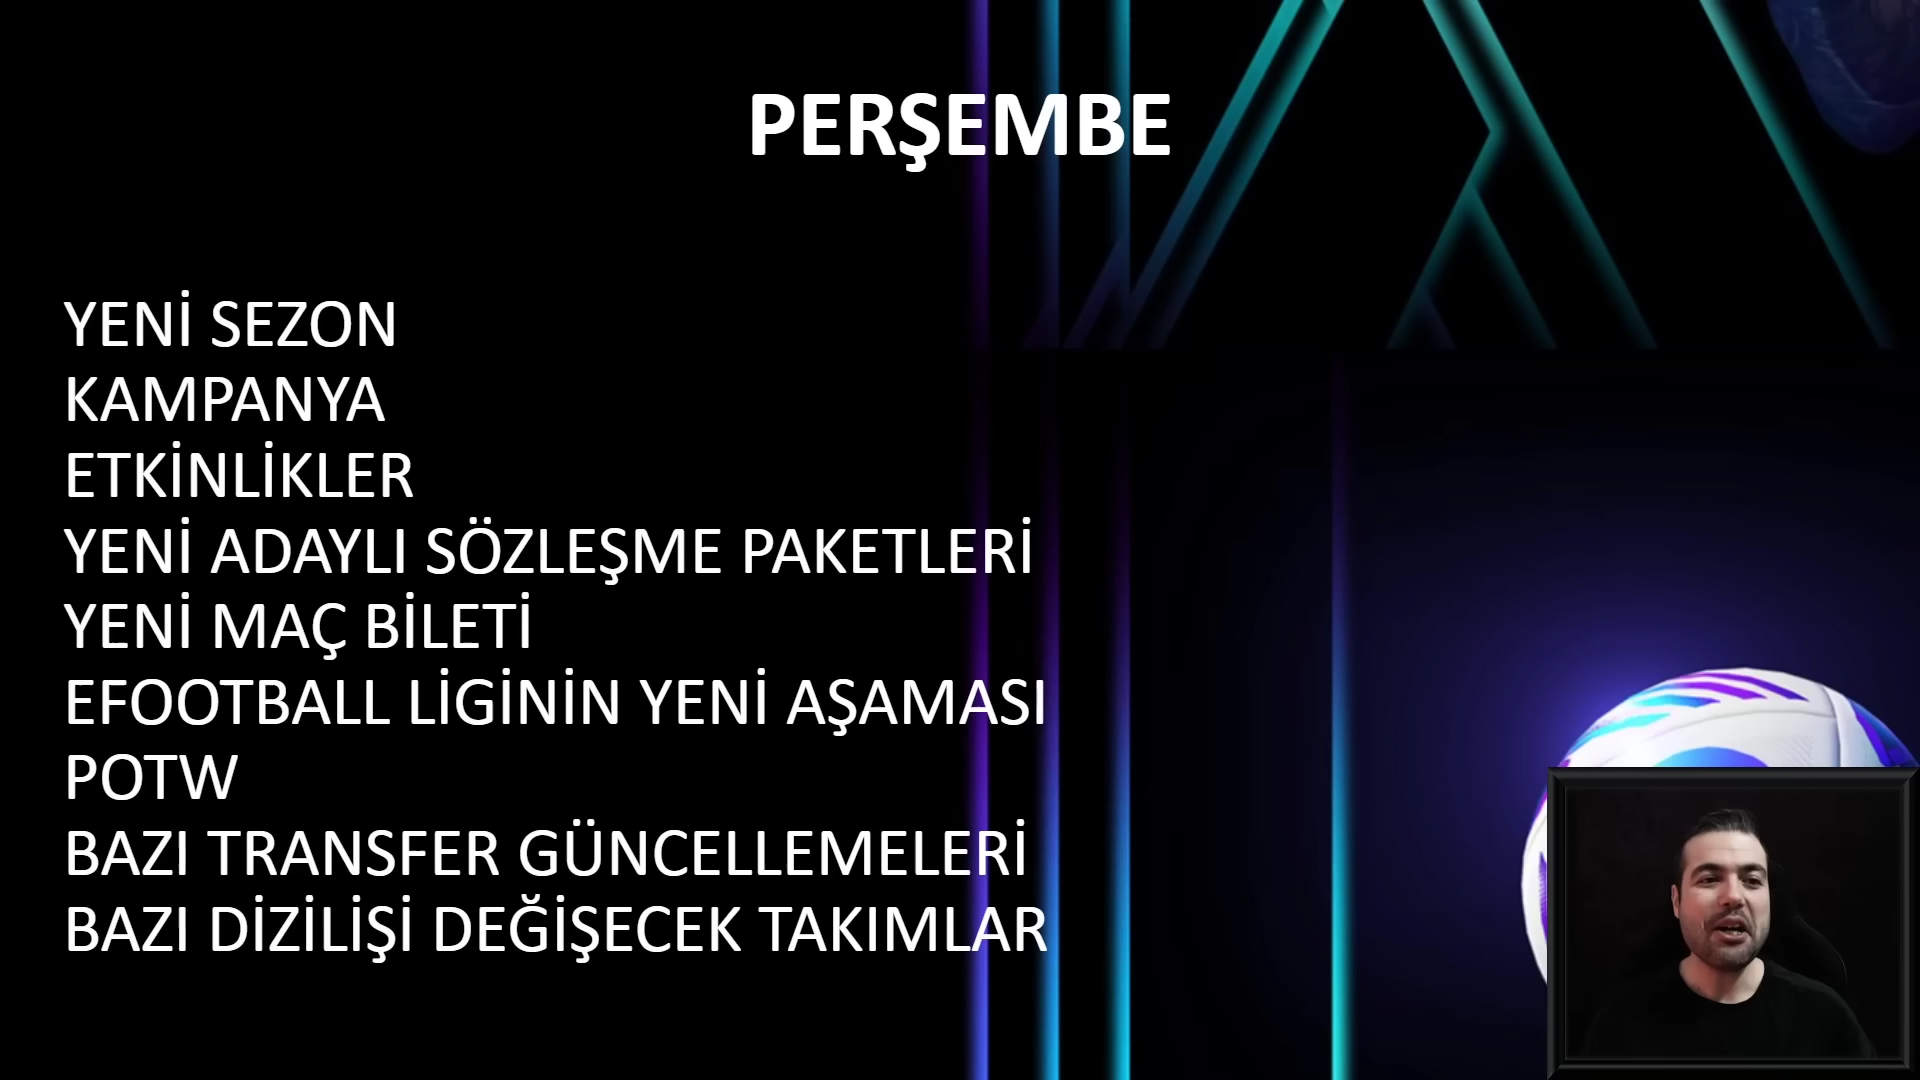 PERŞEMBE
YENİ SEZON
KAMPANYA
ETKİNLİKLER
YENİ ADAYLI SÖZLEŞME PAKETLERİ
YENİ MAÇ BİLETİ
EFOOTBALL LİGİNİN YENİ AŞAMASI
POTW
BAZI TRANSFER GÜNCELLEMELERİ
BAZI DİZİLİŞİ DEĞİŞECEK TAKIMLAR